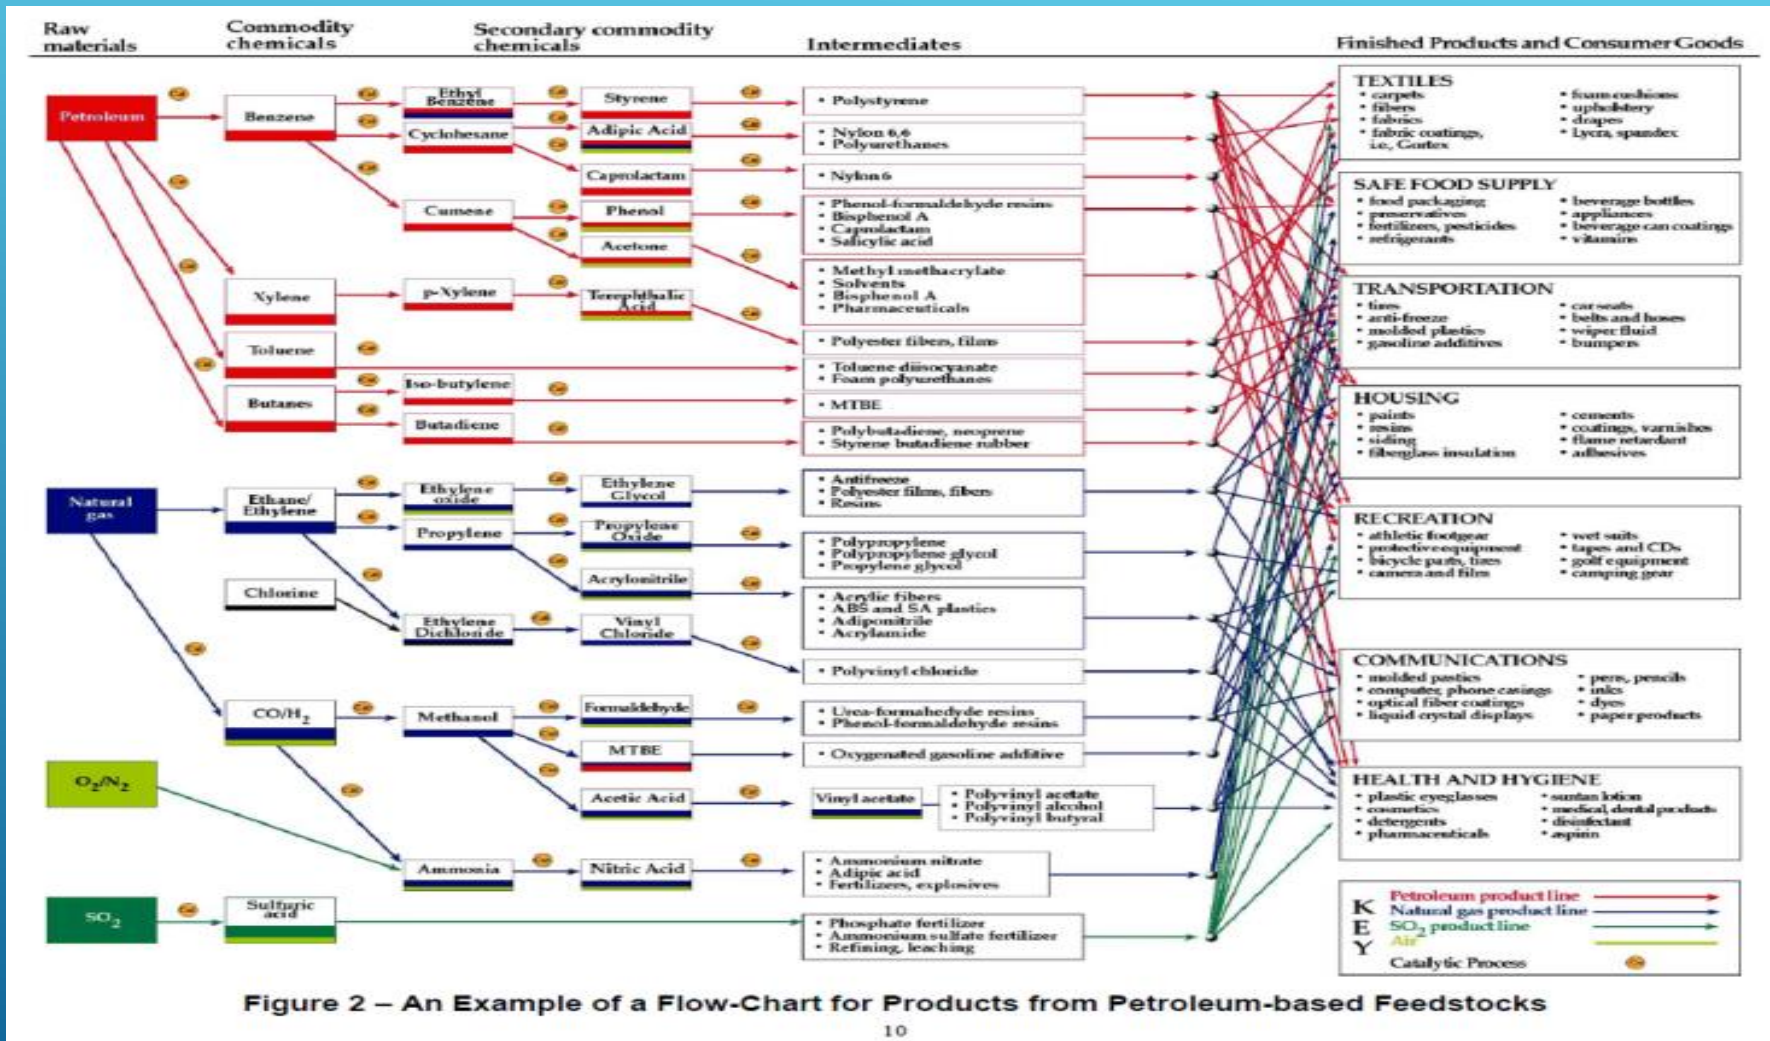 Raw materials
Commodity chemicals
Secondary commodity chemicals
Intermediates
Finished Products and Consumer Goods
Petroleum
Benzene
Ethyl Benzene
Styrene
• Polystyrene
Cyclohesane
Adipic Acid
• Nylon 6,6
• Polyurethanes
Caprolactam
• Nylon 6
Cumene
Phenol
• Phenol-formaldehyde resins
• Bisphenol A
• Caprolactam
• Salicylic acid
Acetone
• Methyl methacrylate
• Solvents
• Bisphenol A
• Pharmaceuticals
Xylene
p-Xylene
Terephthalic Acid
• Polyester fibers, films
Toluene
• Toluene diisocyanate
• Foam polyurethanes
Butanes
Iso-butylene
• MTBE
Butadiene
• Polybutadiene, neoprene
• Styrene butadiene rubber
Natural gas
Ethane/ Ethylene
Ethylene oxide
Ethylene Glycol
• Antifreeze
• Polyester films, fibers
• Resins
Propylene
Propylene Oxide
• Polypropylene
• Polypropylene glycol
• Propylene glycol
Acrylonitrile
• Acrylic fibers
• ABS and SA plastics
• Adiponitrile
• Acrylamide
Chlorine
Ethylene Dichloride
Vinyl Chloride
• Polyvinyl chloride
CO/H2
Methanol
Formaldehyde
• Urea-formahedyde resins
• Phenol-formaldehyde resins
MTBE
• Oxygenated gasoline additive
Acetic Acid
Vinyl acetate
• Polyvinyl acetate
• Polyvinyl alcohol
• Polyvinyl butyral
O2/N2
Ammonia
Nitric Acid
• Ammonium nitrate
• Adipic acid
• Fertilizers, explosives
SO2
Sulfuric acid
• Phosphate fertilizer
• Ammonium sulfate fertilizer
• Refining, leaching
TEXTILES
• carpets
• fibers
• fabrics
• fabric coatings,
i.e., Gortex
• foam cushions
• upholstery
• drapes
• Lycra, spandex
SAFE FOOD SUPPLY
• food packaging
• preservatives
• fertilizers, pesticides
• refrigerants
• beverage bottles
• appliances
• beverage can coatings
• vitamins
TRANSPORTATION
• tires
• anti-freeze
• molded plastics
• gasoline additives
• car seats
• belts and hoses
• wiper fluid
• bumpers
HOUSING
• paints
• resins
• siding
• fiberglass insulation
• cements
• coatings, varnishes
• flame retardant
• adhesives
RECREATION
• athletic footgear
• protective equipment
• bicycle parts, tires
• camera and film
• wet suits
• tapes and CDs
• golf equipment
• camping gear
COMMUNICATIONS
• molded pastics
• computer, phone casings
• optical fiber coatings
• liquid crystal displays
• pens, pencils
• inks
• dyes
• paper products
HEALTH AND HYGIENE
• plastic eyeglasses
• cosmetics
• detergents
• pharmaceuticals
• suntan lotion
• medical, dental products
• disinfectant
• aspirin
KEY
Petroleum product line
Natural gas product line
SO2 product line
Air
Catalytic Process
Figure 2 – An Example of a Flow-Chart for Products from Petroleum-based Feedstocks
10